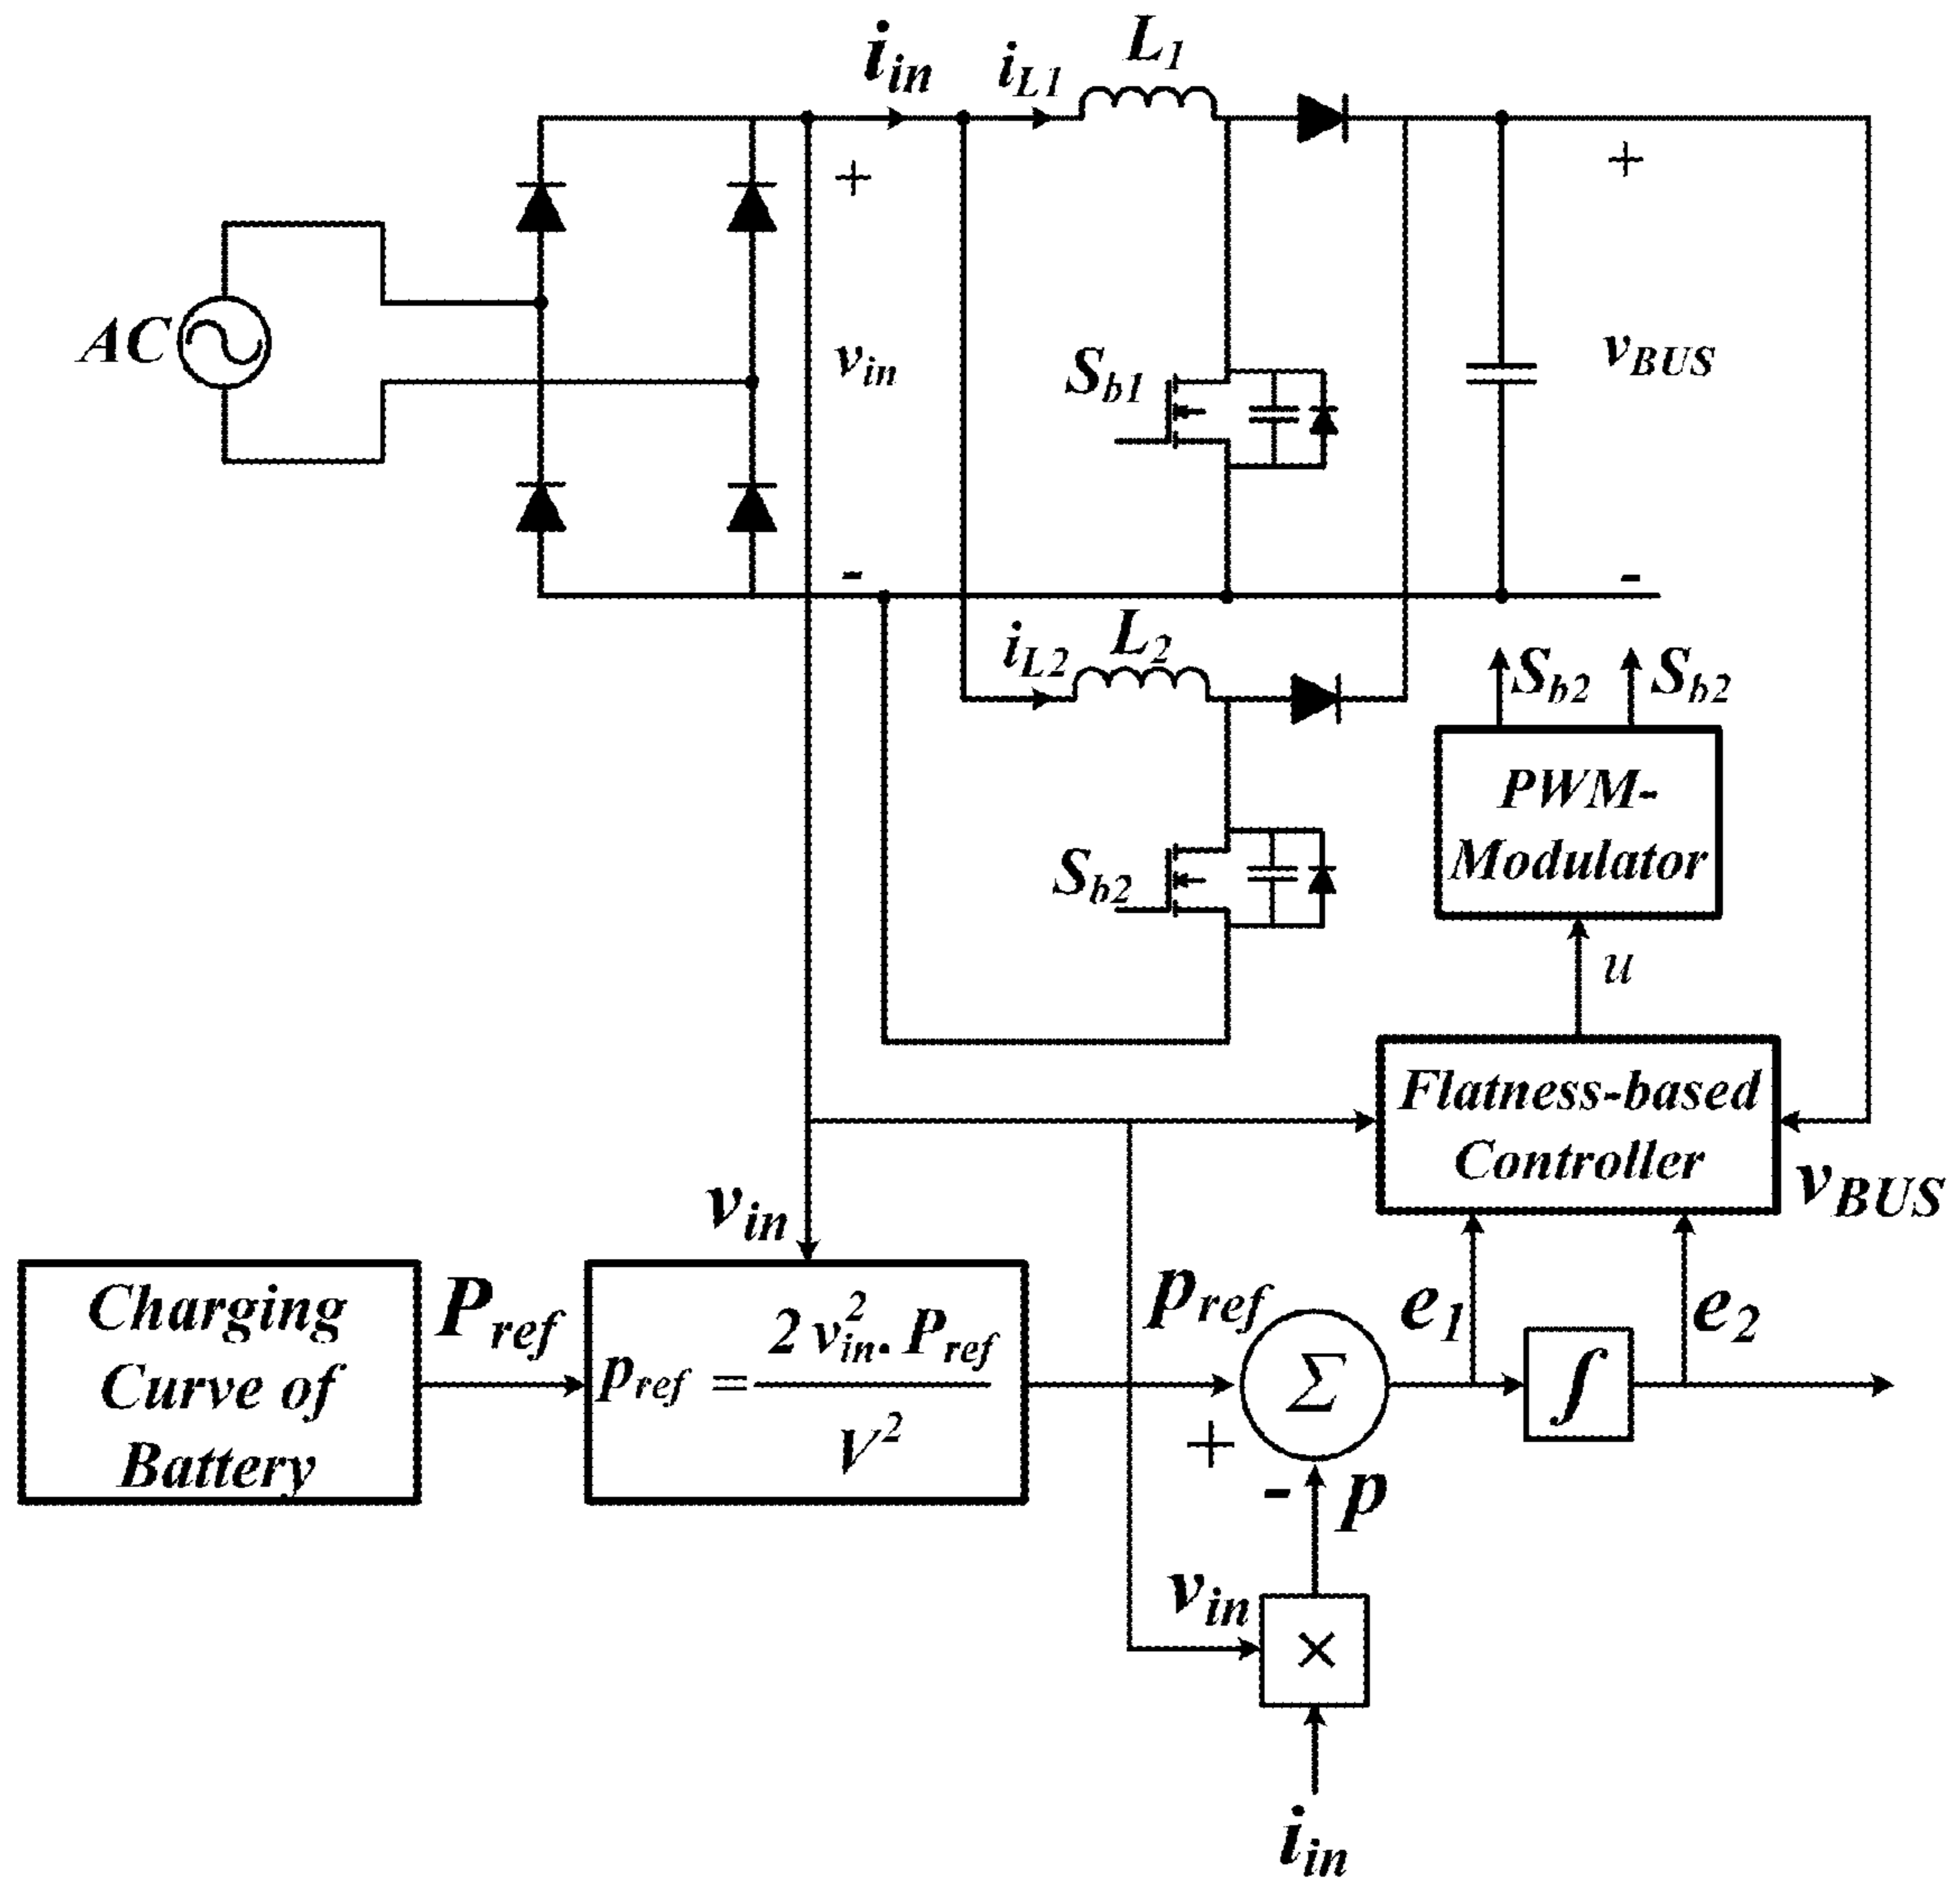 i_in
i_L1
L_1
+
+
AC
v_in
S_b1
v_BUS
-
-
i_L2
L_2
S_b2
S_b2
PWM-
Modulator
S_b2
u
Flatness-based
Controller
v_in
v_BUS
Charging
Curve of
Battery
P_ref
p_ref = 2 v_in^2. P_ref / V^2
p_ref
Σ
e_1
∫
e_2
+
-
p
v_in
×
i_in